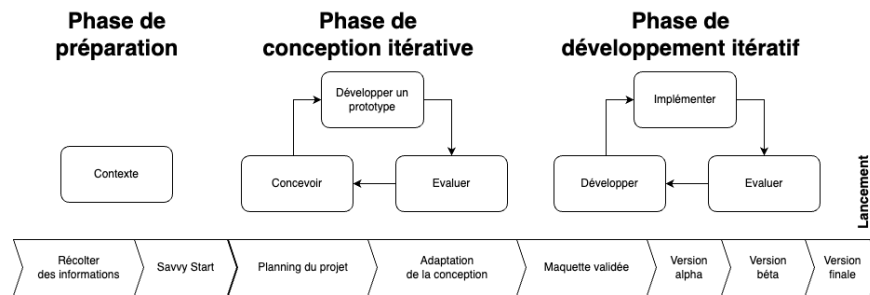 Phase de
préparation
Phase de
conception itérative
Phase de
développement itératif
Développer un
prototype
Implémenter
Contexte
Concevoir
Evaluer
Développer
Evaluer
Lancement
Récolter
des informations
Savvy Start
Planning du projet
Adaptation
de la conception
Maquette validée
Version
alpha
Version
béta
Version
finale